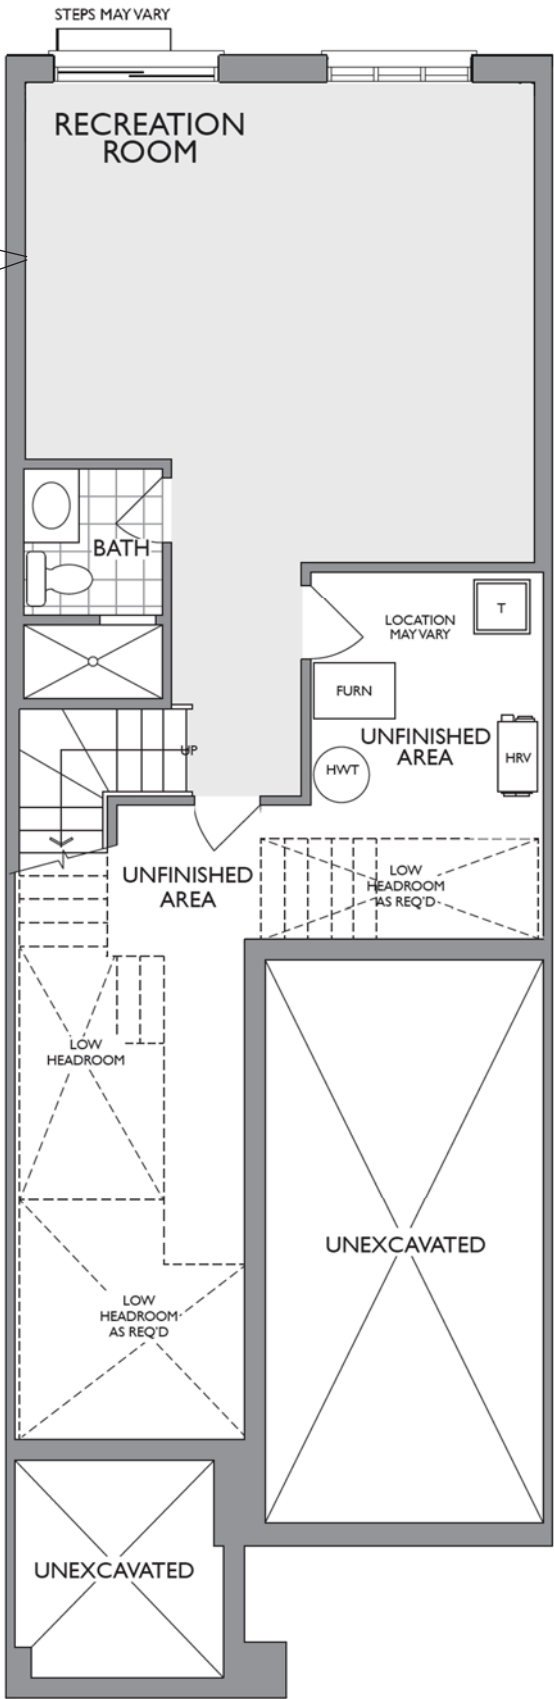 STEPS MAY VARY
RECREATION
ROOM
BATH
LOCATION
MAY VARY
T
FURN
UNFINISHED
AREA
HRV
HWT
UP
UNFINISHED
AREA
LOW
HEADROOM
AS REQ'D
LOW
HEADROOM
UNEXCAVATED
LOW
HEADROOM
AS REQ'D
UNEXCAVATED